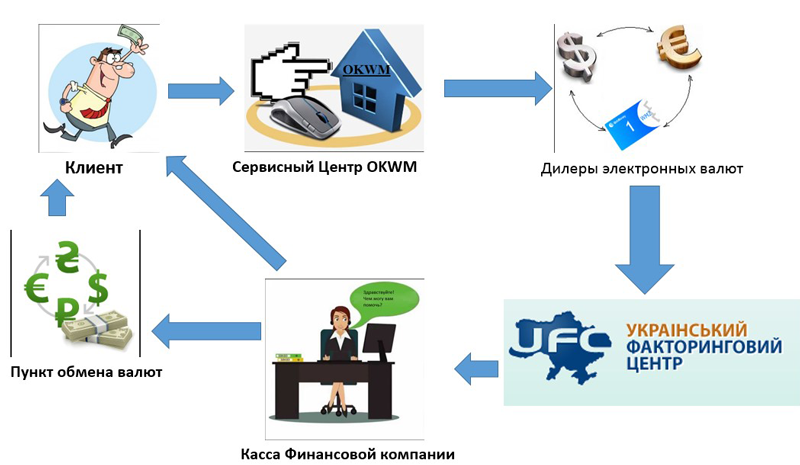 OKWM
1
Клиент
Сервисный Центр OKWM
Дилеры электронных валют
Здравствуйте!
Чем могу вам
помочь?
UFC
УКРАЇНСЬКИЙ
ФАКТОРИНГОВИЙ
ЦЕНТР
Пункт обмена валют
Касса Финансовой компании